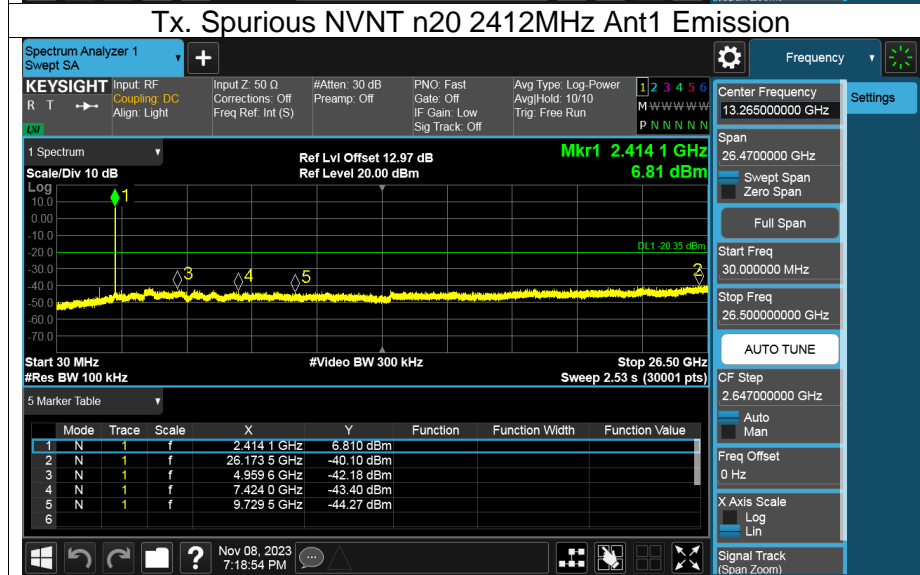 Tx. Spurious NVNT n20 2412MHz Ant1 Emission
Spectrum Analyzer 1
Swept SA
+
Frequency
KEYSIGHT
R T
LXI
Input: RF
Coupling: DC
Align: Light
Input Z: 50 Ω
Corrections: Off
Freq Ref: Int (S)
#Atten: 30 dB
Preamp: Off
PNO: Fast
Gate: Off
IF Gain: Low
Sig Track: Off
Avg Type: Log-Power
Avg|Hold: 10/10
Trig: Free Run
1 2 3 4 5 6
M W W W W W
P N N N N N
1 Spectrum
Scale/Div 10 dB
Ref Lvl Offset 12.97 dB
Ref Level 20.00 dBm
Mkr1 2.414 1 GHz
6.81 dBm
Log
10.0
0.00
-10.0
-20.0
-30.0
-40.0
-50.0
-60.0
-70.0
1
DL1 -20.35 dBm
3
4
5
2
Start 30 MHz
#Video BW 300 kHz
Stop 26.50 GHz
#Res BW 100 kHz
Sweep 2.53 s (30001 pts)
5 Marker Table
Mode Trace Scale X Y Function Function Width Function Value
1 N 1 f 2.414 1 GHz 6.810 dBm
2 N 1 f 26.173 5 GHz -40.10 dBm
3 N 1 f 4.959 6 GHz -42.18 dBm
4 N 1 f 7.424 0 GHz -43.40 dBm
5 N 1 f 9.729 5 GHz -44.27 dBm
6
?
Nov 08, 2023
7:18:54 PM
Center Frequency
13.265000000 GHz
Settings
Span
26.4700000 GHz
Swept Span
Zero Span
Full Span
Start Freq
30.000000 MHz
Stop Freq
26.500000000 GHz
AUTO TUNE
CF Step
2.647000000 GHz
Auto
Man
Freq Offset
0 Hz
X Axis Scale
Log
Lin
Signal Track
(Span Zoom)